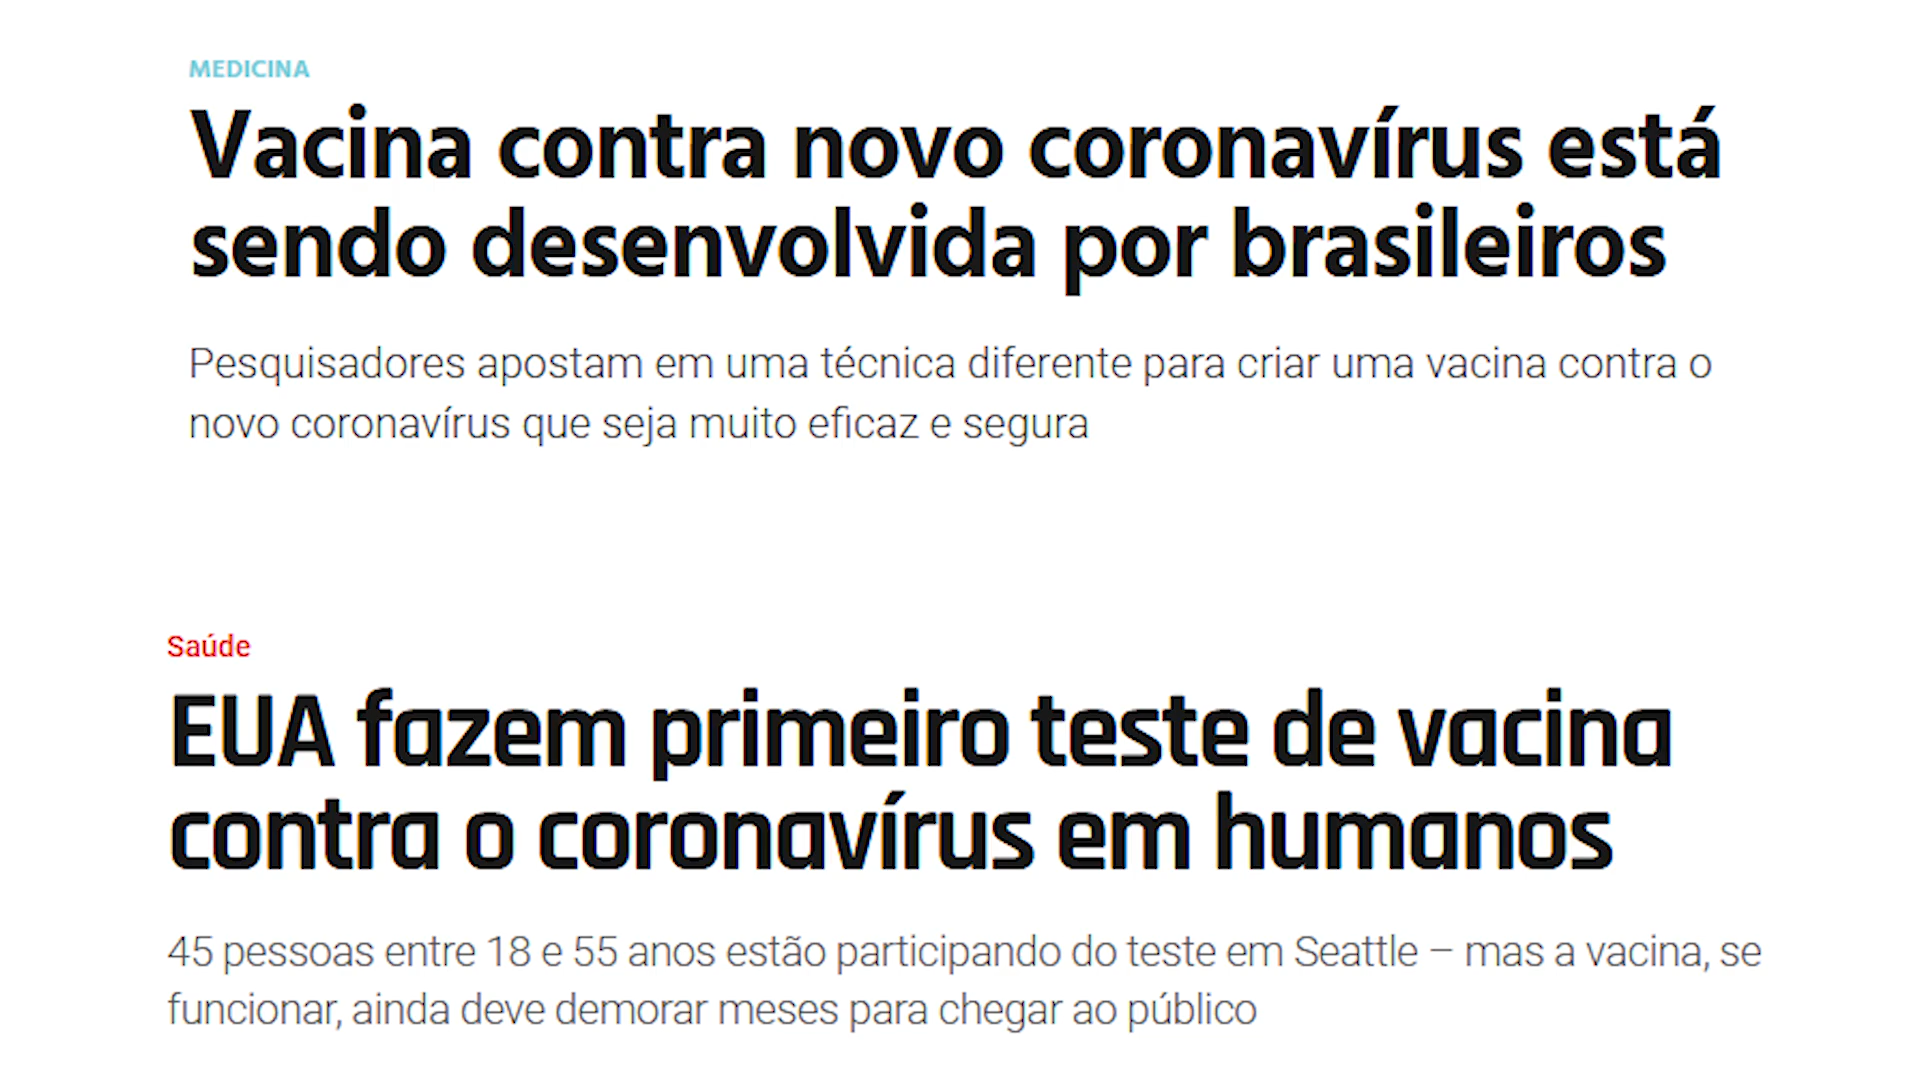 MEDICINA
Vacina contra novo coronavírus está
sendo desenvolvida por brasileiros
Pesquisadores apostam em uma técnica diferente para criar uma vacina contra o
novo coronavírus que seja muito eficaz e segura
Saúde
EUA fazem primeiro teste de vacina
contra o coronavírus em humanos
45 pessoas entre 18 e 55 anos estão participando do teste em Seattle – mas a vacina, se
funcionar, ainda deve demorar meses para chegar ao público